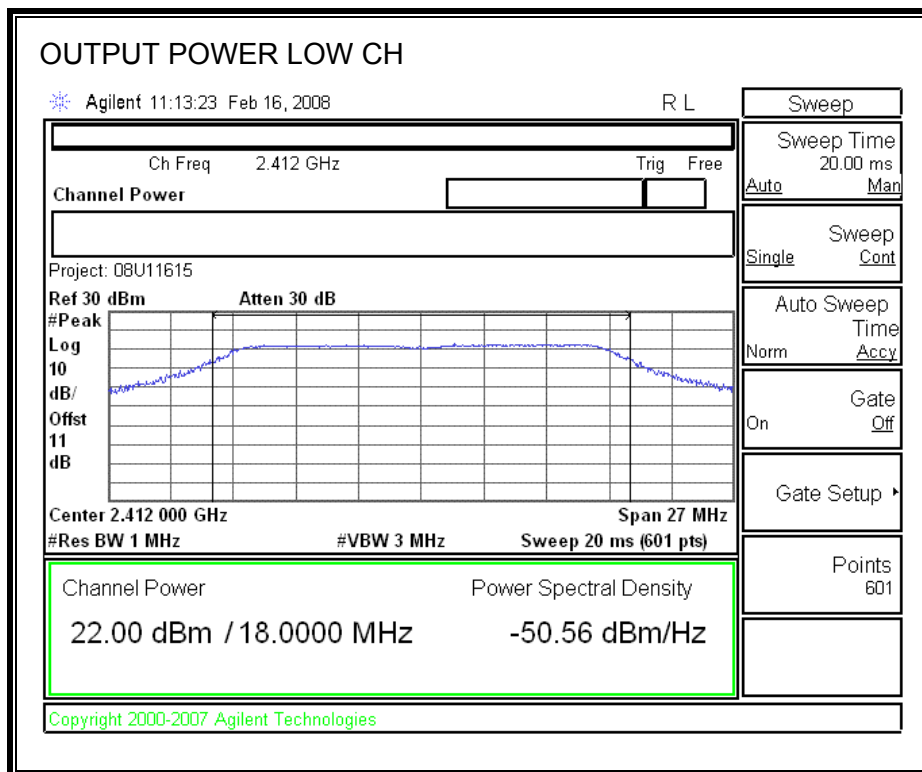 OUTPUT POWER LOW CH
Agilent 11:13:23 Feb 16, 2008 R L
Ch Freq 2.412 GHz Trig Free
Channel Power
Project: 08U11615
Ref 30 dBm Atten 30 dB
#Peak
Log
10
dB/
Offst
11
dB
Center 2.412 000 GHz Span 27 MHz
#Res BW 1 MHz #VBW 3 MHz Sweep 20 ms (601 pts)
Channel Power Power Spectral Density
22.00 dBm / 18.0000 MHz -50.56 dBm/Hz
Copyright 2000-2007 Agilent Technologies
Sweep
Sweep Time
20.00 ms
Auto Man
Sweep
Single Cont
Auto Sweep
Time
Norm Accy
Gate
On Off
Gate Setup
Points
601